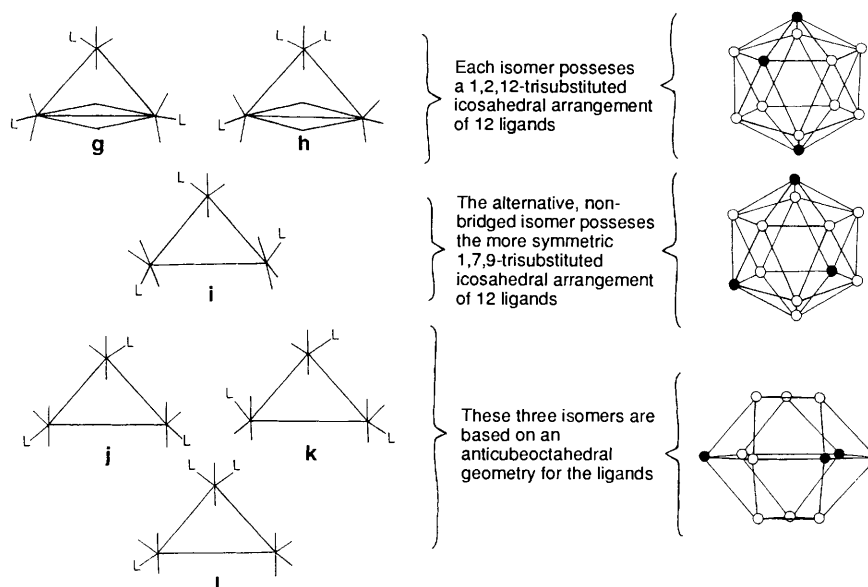 L L L
Each isomer posseses
a 1,2,12-trisubstituted
icosahedral arrangement
of 12 ligands
L L L
g h
L
The alternative, non-
bridged isomer posseses
the more symmetric
1,7,9-trisubstituted
icosahedral arrangement
of 12 ligands
L
L
i
L L
L
These three isomers are
based on an
anticubeoctahedral
geometry for the ligands
L L L
j k
L L
L
l